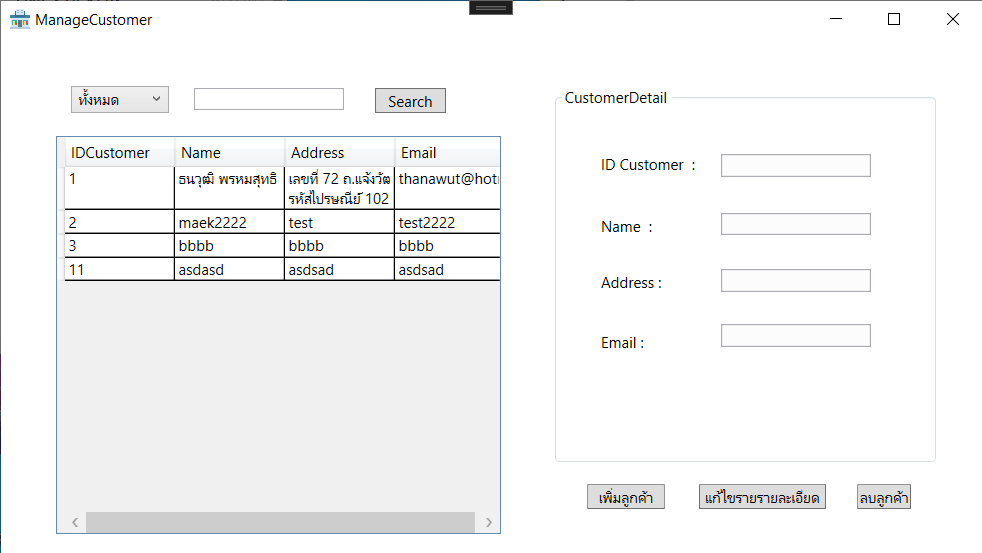 ManageCustomer
ทั้งหมด
Search
IDCustomer Name Address Email
1 ธนวุฒิ พรหมสุทธิ เลขที่ 72 ถ.แจ้งวัต thanawut@hot
รหัสไปรษณีย์ 102
2 maek2222 test test2222
3 bbbb bbbb bbbb
11 asdasd asdsad asdsad
CustomerDetail
ID Customer :
Name :
Address :
Email :
เพิ่มลูกค้า
แก้ไขรายรายละเอียด
ลบลูกค้า